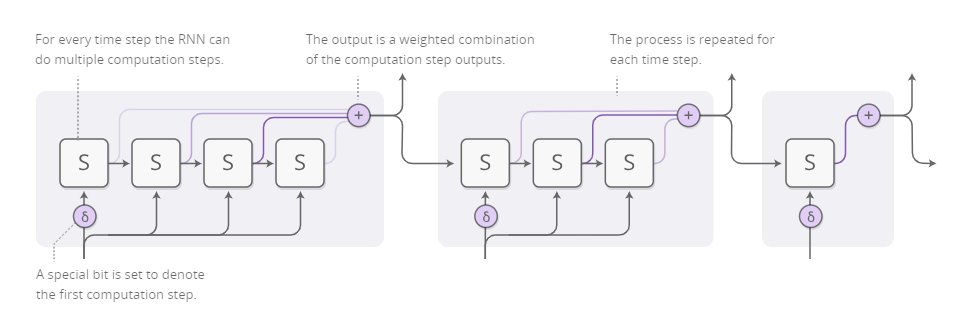 For every time step the RNN can
do multiple computation steps.
The output is a weighted combination
of the computation step outputs.
The process is repeated for
each time step.
+
+
+
S
S
S
S
S
S
S
S
δ
δ
δ
A special bit is set to denote
the first computation step.